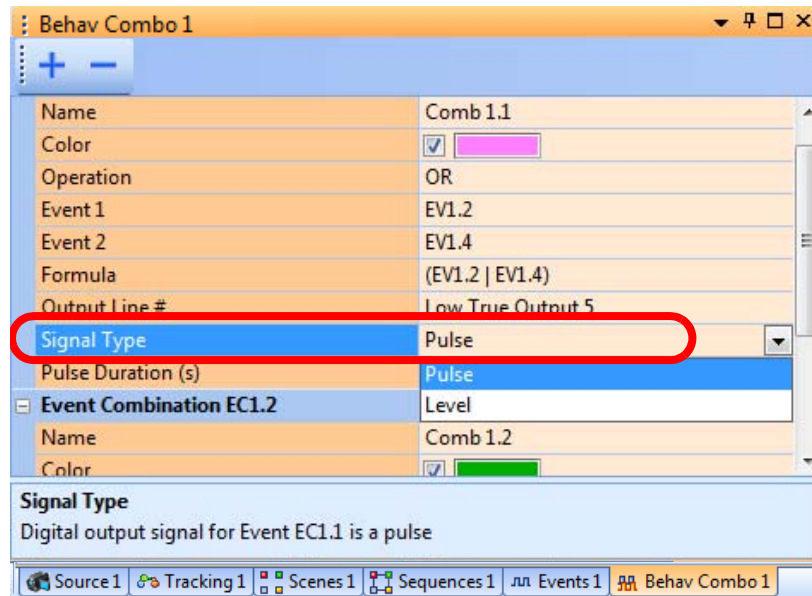 Behav Combo 1
Name Comb 1.1
Color
Operation OR
Event 1 EV1.2
Event 2 EV1.4
Formula (EV1.2 | EV1.4)
Output Line # Low True Output 5
Signal Type Pulse
Pulse Duration (s) Pulse
Level
Event Combination EC1.2
Name Comb 1.2
Color
Signal Type
Digital output signal for Event EC1.1 is a pulse
Source 1 Tracking 1 Scenes 1 Sequences 1 Events 1 Behav Combo 1